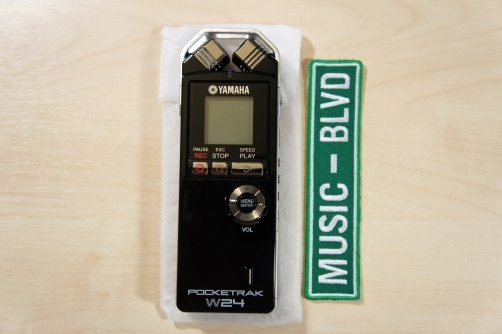 YAMAHA
PAUSE ESC SPEED
REC STOP PLAY
MENU
ENTER
VOL
POCKETRAK
W24
MUSIC - BLVD